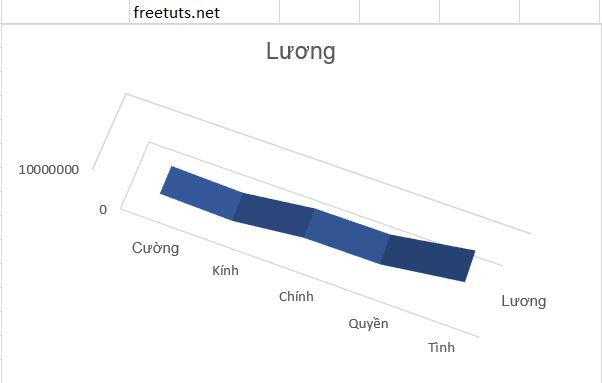 freetuts.net
Lương
10000000
0
Cường
Kính
Chính
Quyền
Tình
Lương